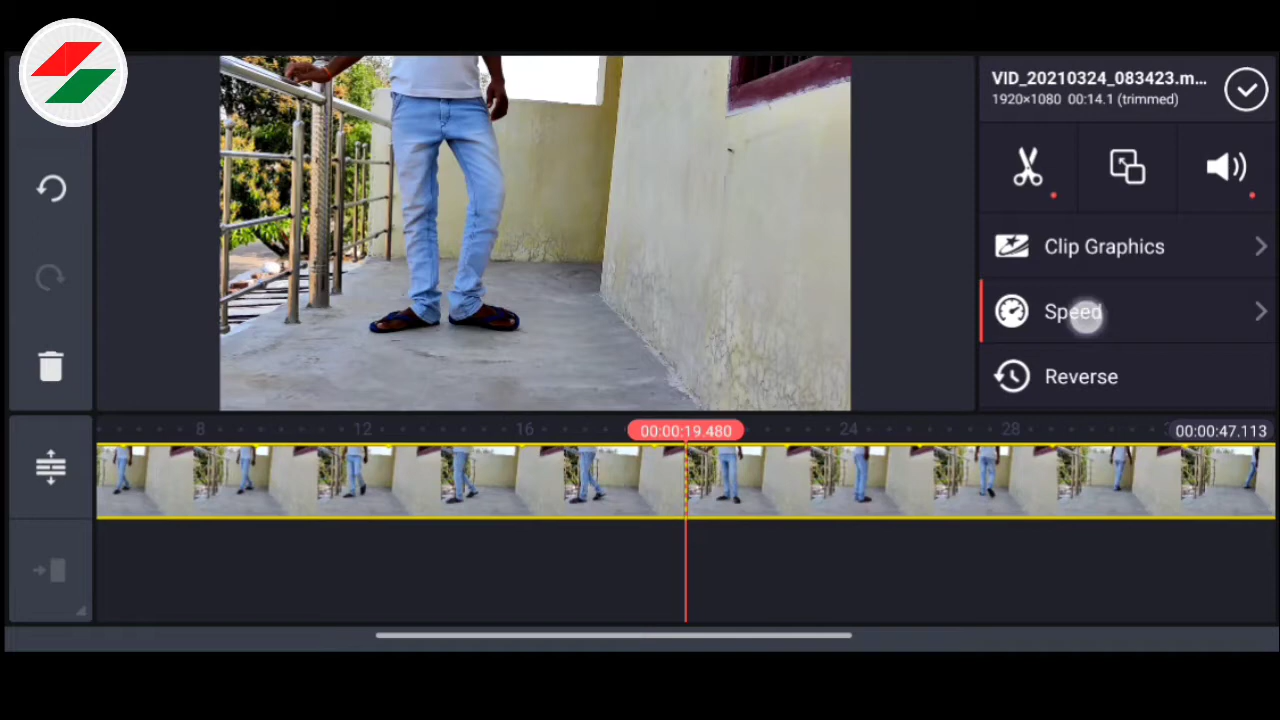 VID_20210324_083423.m...
1920×1080 00:14.1 (trimmed)
Clip Graphics
Speed
Reverse
8
12
16
00:00:19.480
24
28
00:00:47.113